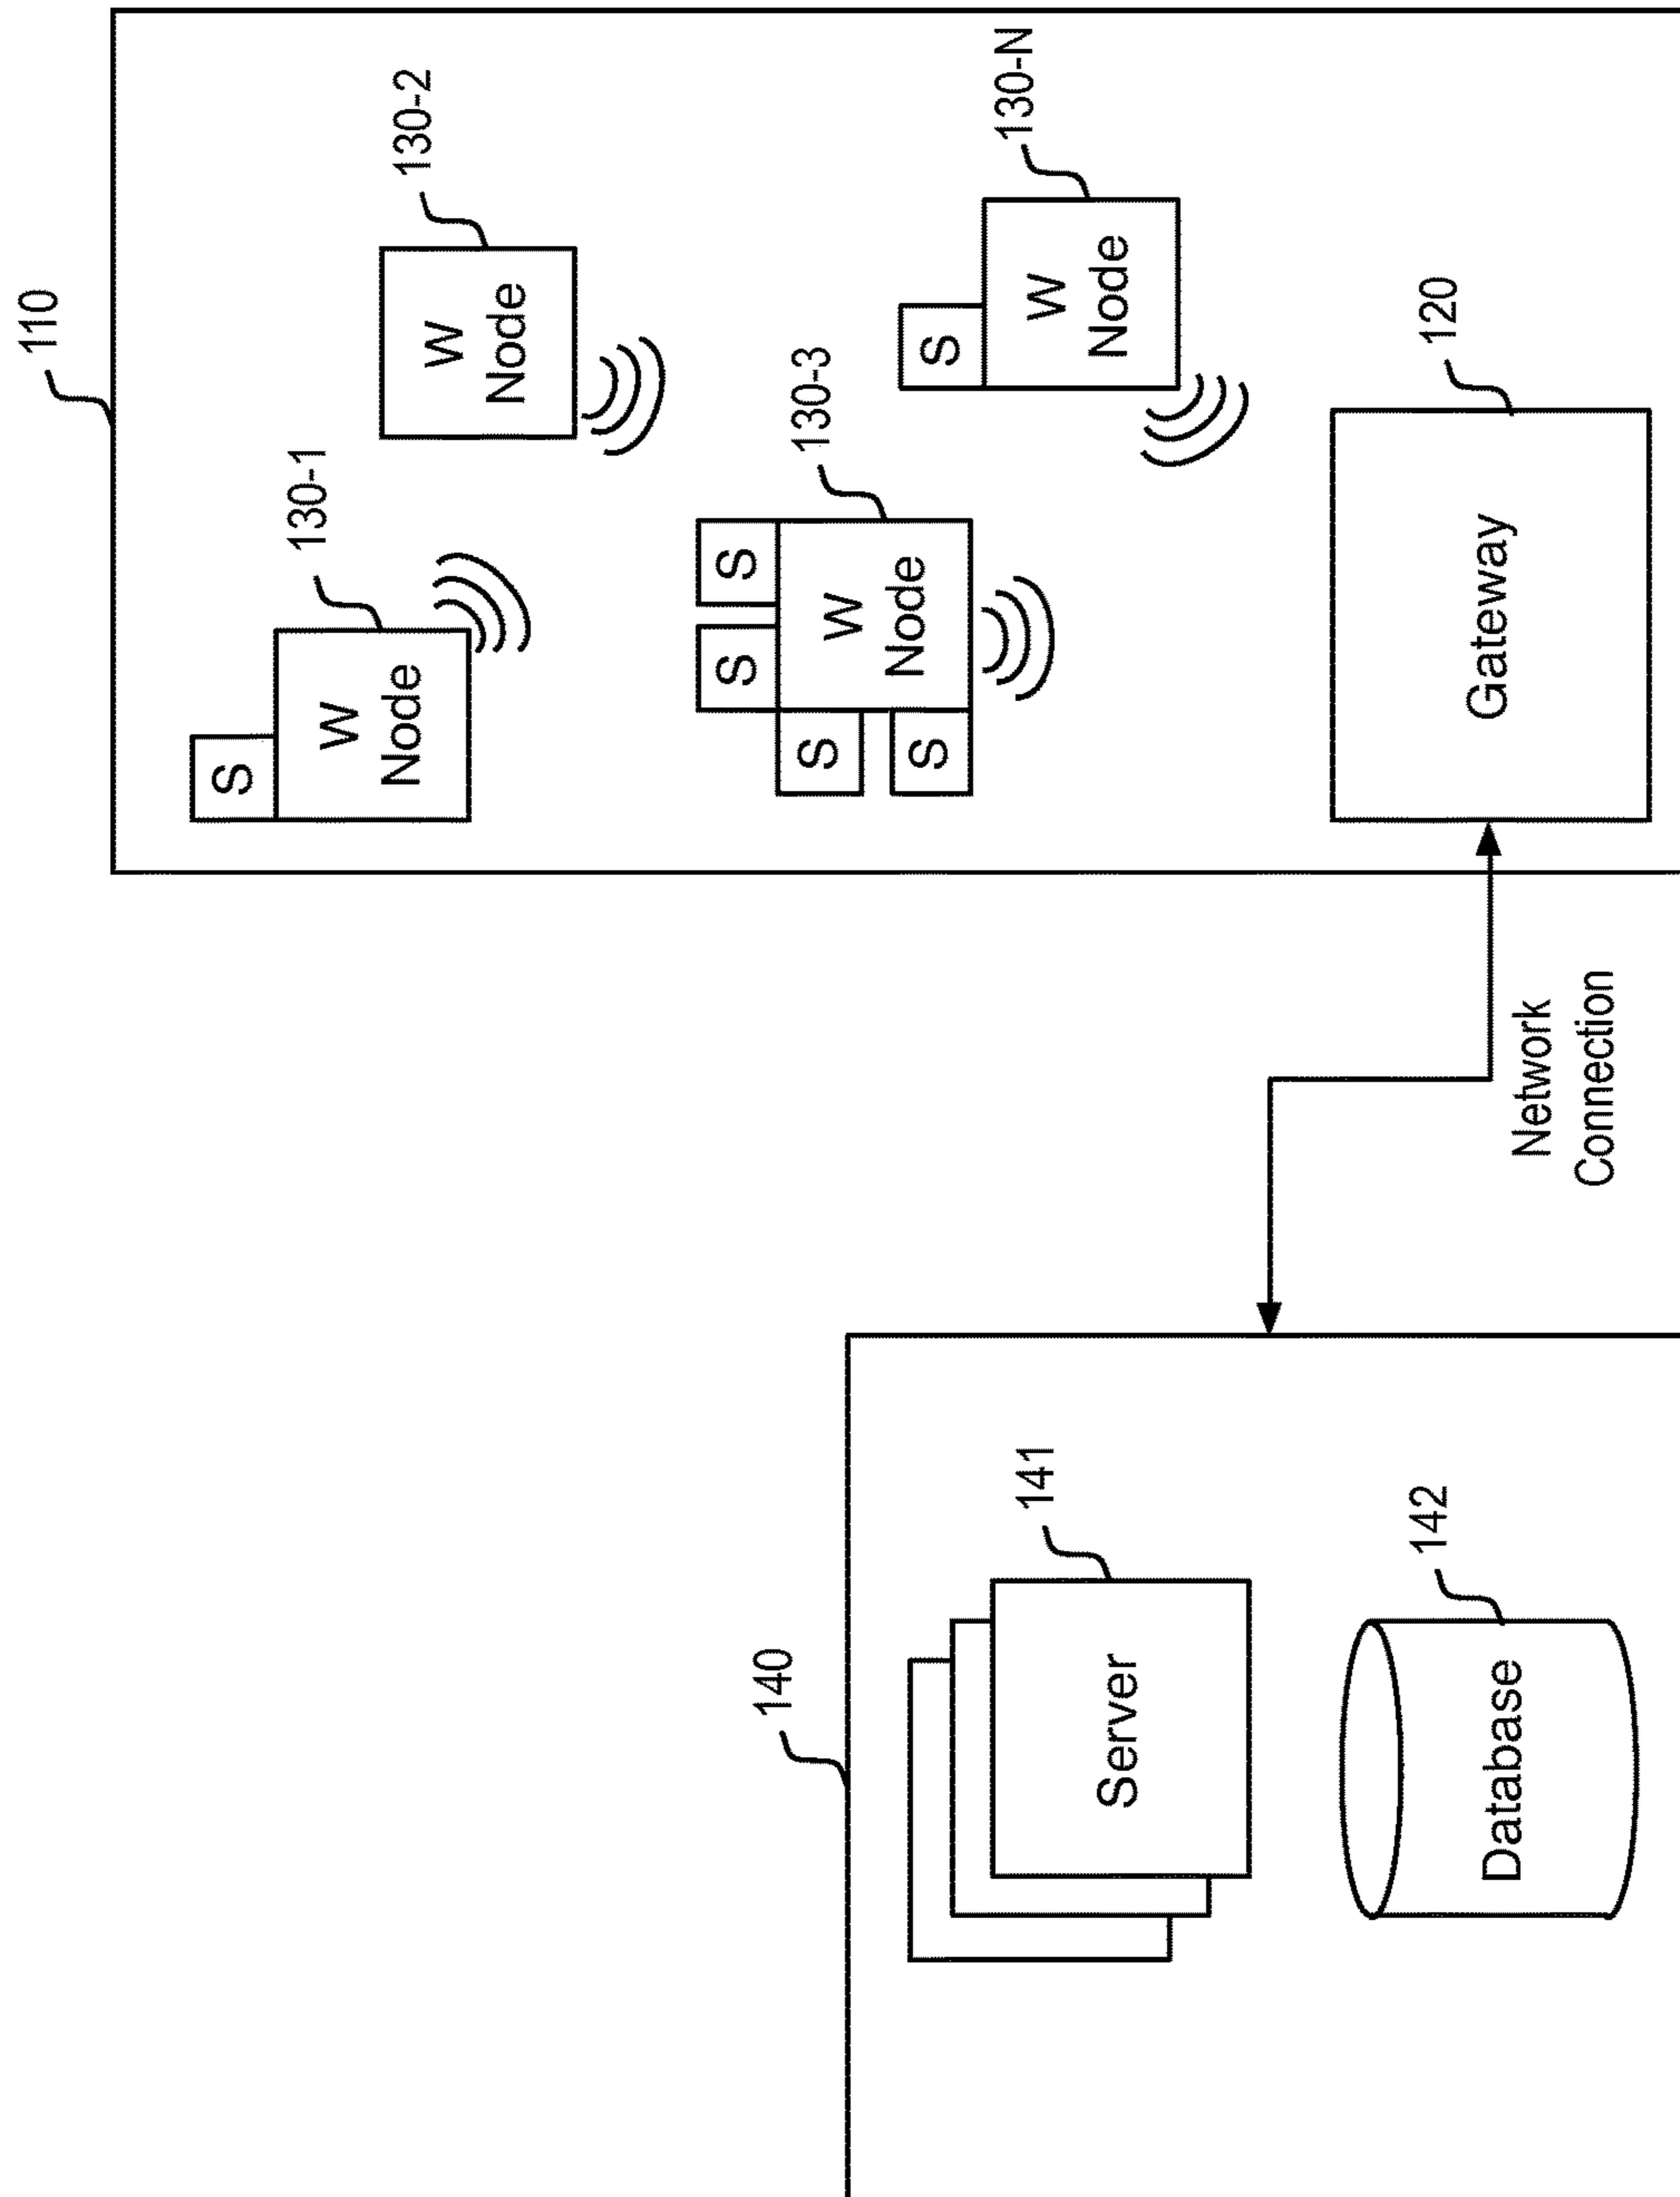 110
130-1
S
W
Node
130-2
W
Node
130-3
S S
S
W
Node
S
130-N
S
W
Node
120
Gateway
Network
Connection
140
141
Server
142
Database